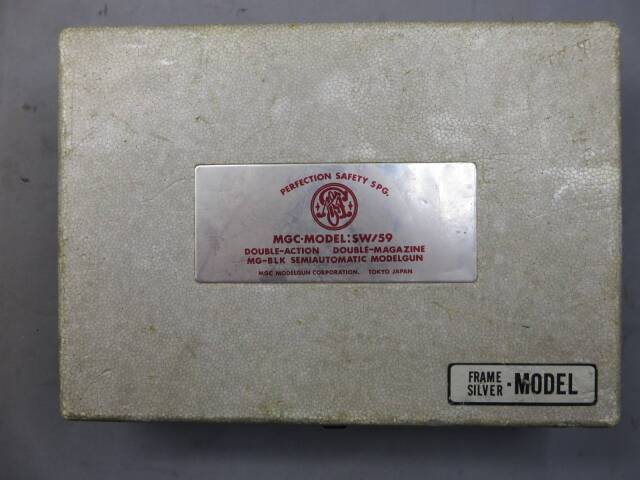 PERFECTION SAFETY SPG.
MGC-MODEL:SW/59
DOUBLE-ACTION DOUBLE-MAGAZINE
MG-BLK SEMIAUTOMATIC MODELGUN
MGC MODELGUN CORPORATION. TOKYO JAPAN
FRAME
SILVER
·MODEL